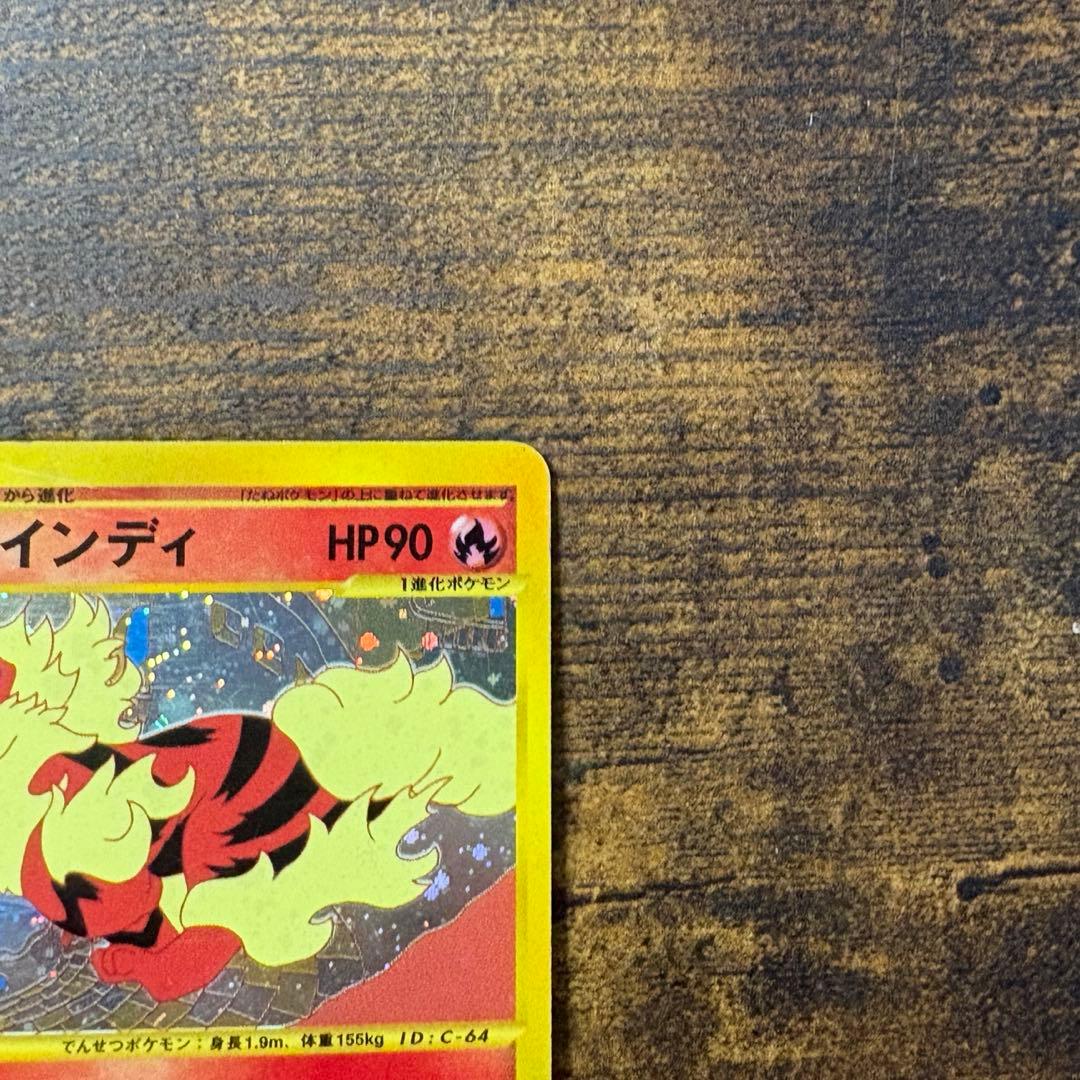 から進化 「たねポケモン」の上に重ねて進化させます。
インディ HP90
1進化ポケモン
でんせつポケモン：身長1.9m、体重155kg ID：C-64